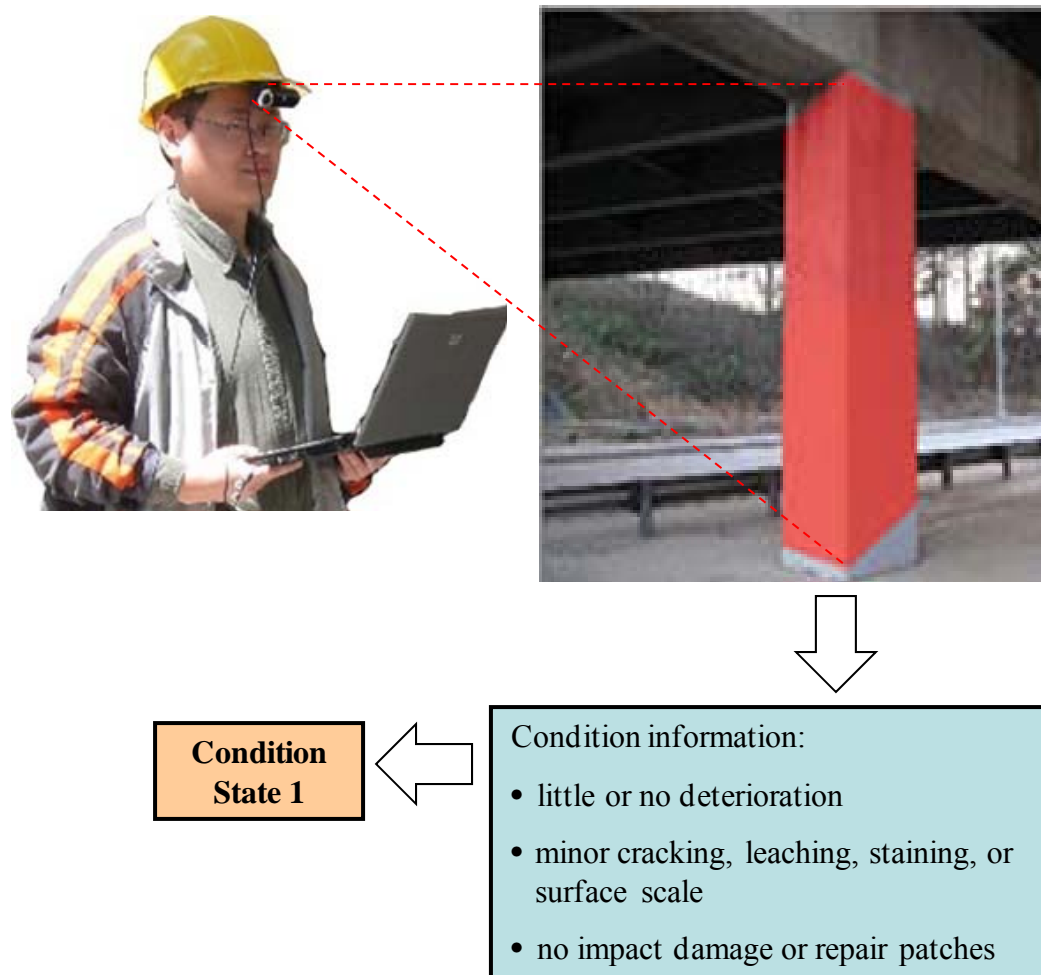 Condition
State 1
Condition information:
• little or no deterioration
• minor cracking, leaching, staining, or
surface scale
• no impact damage or repair patches